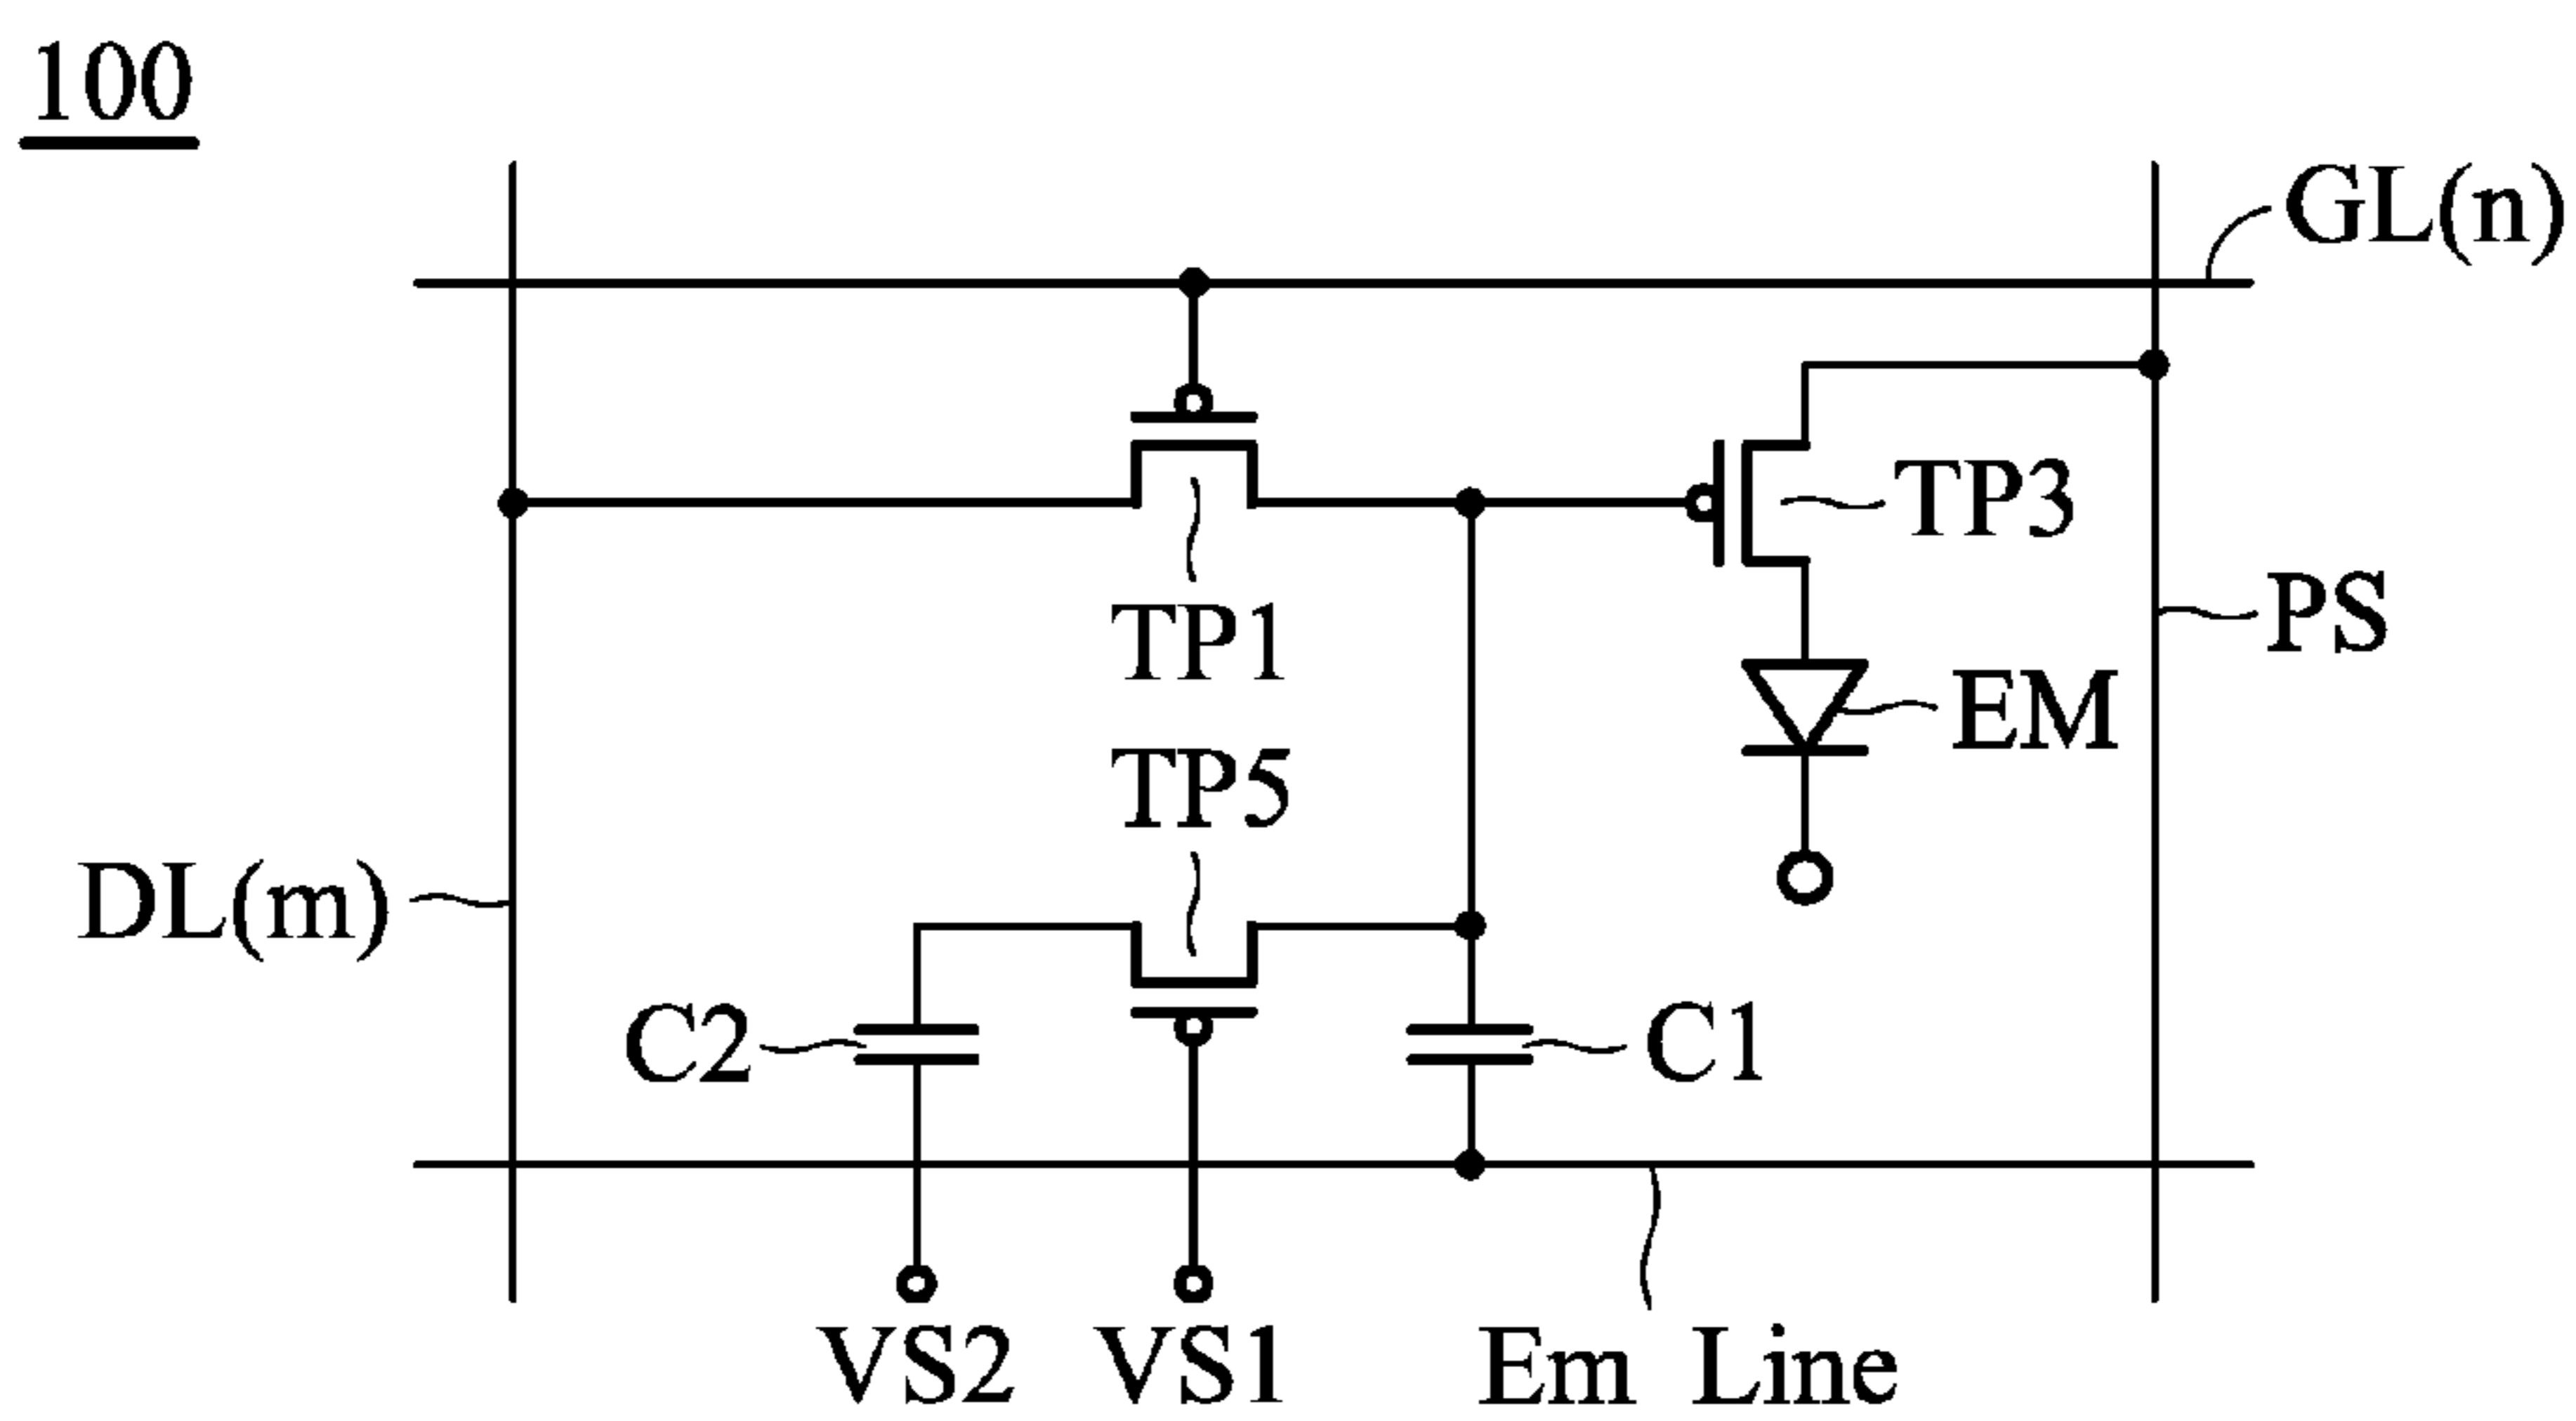 100
GL(n)
TP3
TP1
PS
EM
TP5
DL(m)
C2
C1
VS2
VS1
Em Line